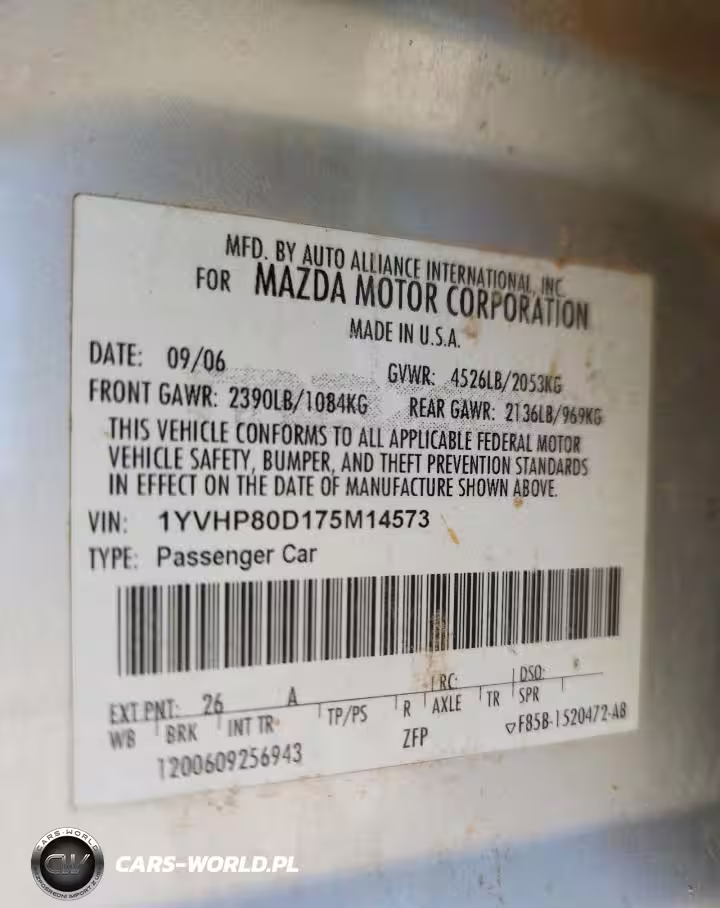 MFD. BY AUTO ALLIANCE INTERNATIONAL, INC.
FOR MAZDA MOTOR CORPORATION
MADE IN U.S.A.
DATE: 09/06 GVWR: 4526LB/2053KG
FRONT GAWR: 2390LB/1084KG REAR GAWR: 2136LB/969KG
THIS VEHICLE CONFORMS TO ALL APPLICABLE FEDERAL MOTOR
VEHICLE SAFETY, BUMPER, AND THEFT PREVENTION STANDARDS
IN EFFECT ON THE DATE OF MANUFACTURE SHOWN ABOVE.
VIN: 1YVHP80D175M14573
TYPE: Passenger Car
EXT PNT: 26 A RC: DSO:
WB BRK INT TR TP/PS R AXLE TR SPR
ZFP F85B-1520472-AB
1200609256943
CARS-WORLD
CW
CARS-WORLD.PL